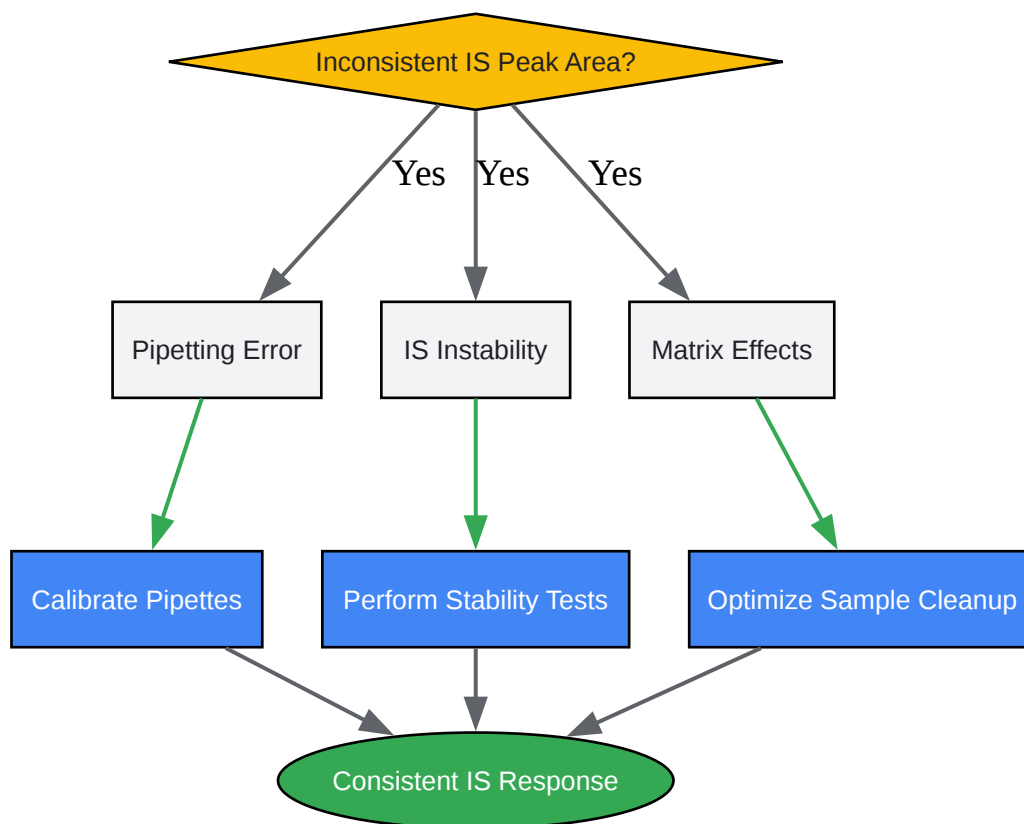 Inconsistent IS Peak Area?
Yes
Yes
Yes
Pipetting Error
IS Instability
Matrix Effects
Calibrate Pipettes
Perform Stability Tests
Optimize Sample Cleanup
Consistent IS Response